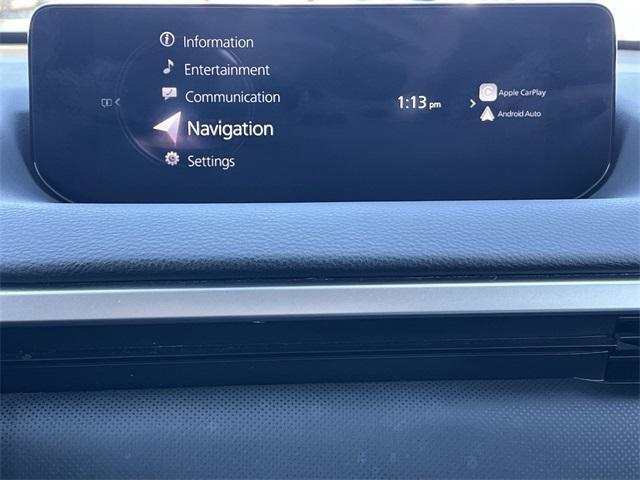 Information
Entertainment
Communication
Navigation
Settings
1:13 pm
Apple CarPlay
Android Auto